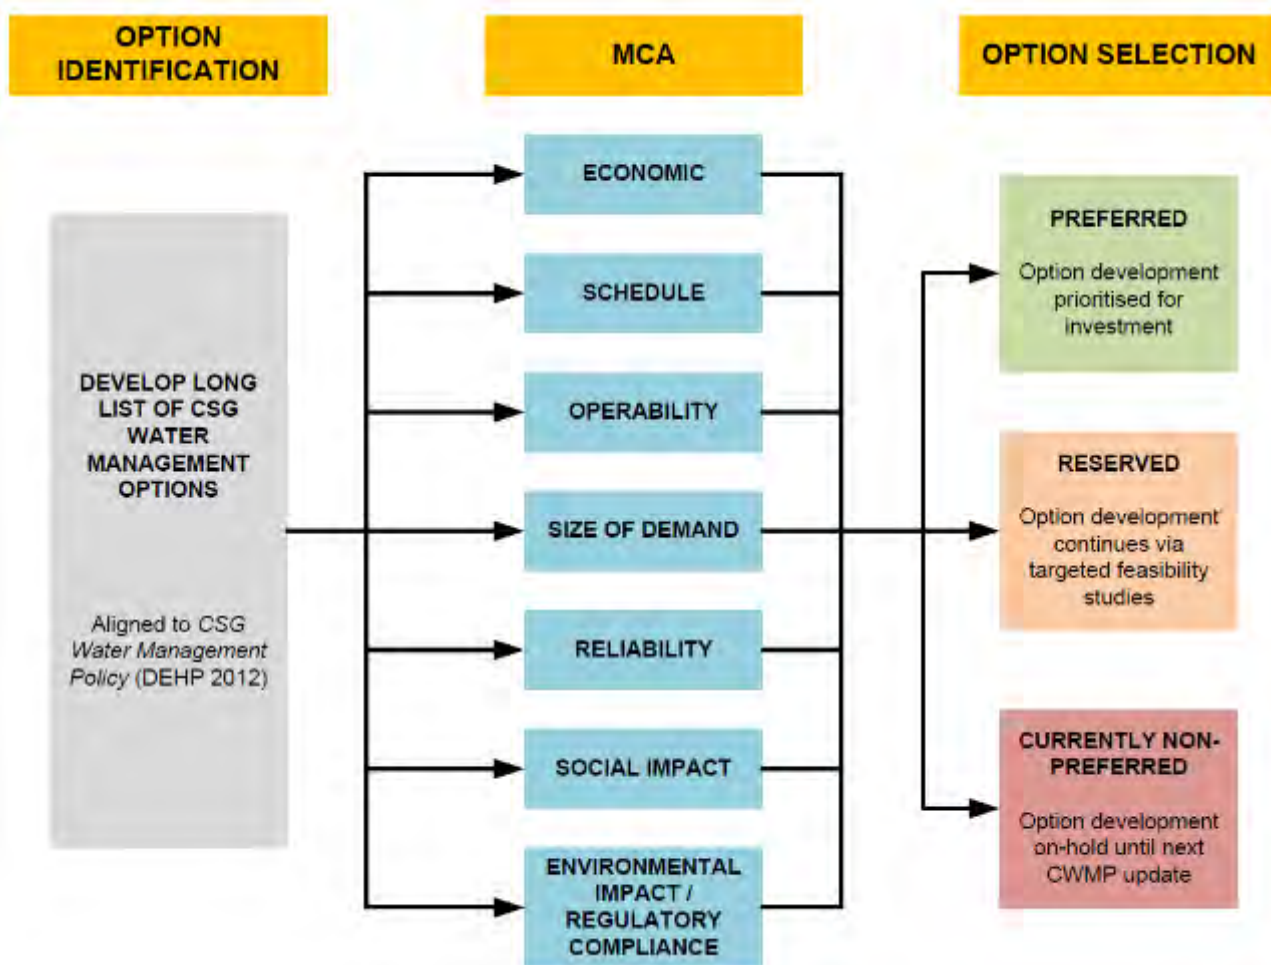 OPTION
IDENTIFICATION
MCA
OPTION SELECTION
DEVELOP LONG
LIST OF CSG
WATER
MANAGEMENT
OPTIONS
Aligned to CSG
Water Management
Policy (DEHP 2012)
ECONOMIC
SCHEDULE
OPERABILITY
SIZE OF DEMAND
RELIABILITY
SOCIAL IMPACT
ENVIRONMENTAL
IMPACT /
REGULATORY
COMPLIANCE
PREFERRED
Option development
prioritised for
investment
RESERVED
Option development
continues via
targeted feasibility
studies
CURRENTLY NON-
PREFERRED
Option development
on-hold until next
CWMP update